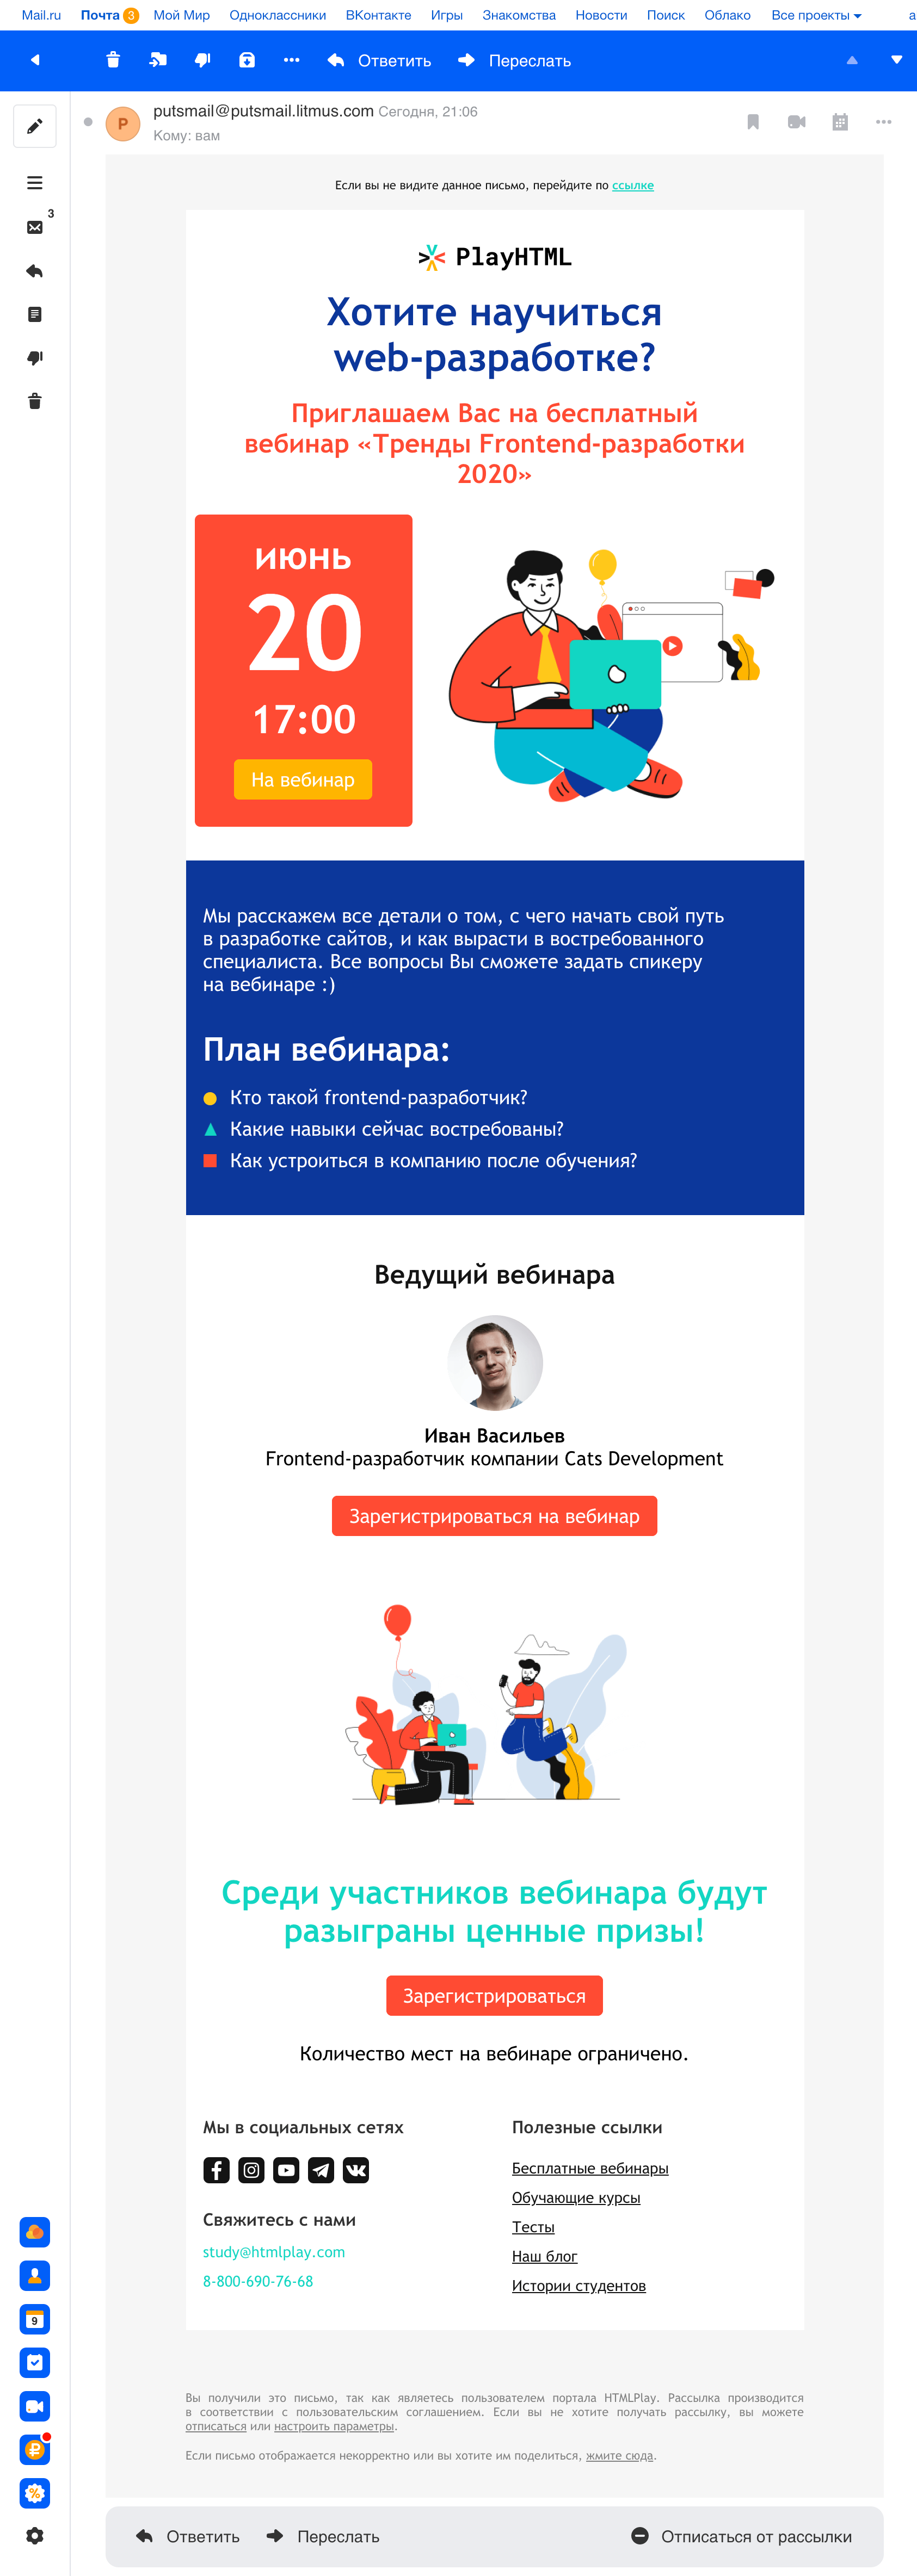 Mail.ru Почта 3 Мой Мир Одноклассники ВКонтакте Игры Знакомства Новости Поиск Облако Все проекты a
Ответить Переслать
P
putsmail@putsmail.litmus.com Сегодня, 21:06
Кому: вам
3
Если вы не видите данное письмо, перейдите по ссылке
PlayHTML
Хотите научиться
web-разработке?
Приглашаем Вас на бесплатный
вебинар «Тренды Frontend-разработки
2020»
июнь
20
17:00
На вебинар
Мы расскажем все детали о том, с чего начать свой путь
в разработке сайтов, и как вырасти в востребованного
специалиста. Все вопросы Вы сможете задать спикеру
на вебинаре :)
План вебинара:
Кто такой frontend-разработчик?
Какие навыки сейчас востребованы?
Как устроиться в компанию после обучения?
Ведущий вебинара
Иван Васильев
Frontend-разработчик компании Cats Development
Зарегистрироваться на вебинар
Среди участников вебинара будут
разыграны ценные призы!
Зарегистрироваться
Количество мест на вебинаре ограничено.
Мы в социальных сетях
Свяжитесь с нами
study@htmlplay.com
8-800-690-76-68
Полезные ссылки
Бесплатные вебинары
Обучающие курсы
Тесты
Наш блог
Истории студентов
9
Вы получили это письмо, так как являетесь пользователем портала HTMLPlay. Рассылка производится
в соответствии с пользовательским соглашением. Если вы не хотите получать рассылку, вы можете
отписаться или настроить параметры.
Если письмо отображается некорректно или вы хотите им поделиться, жмите сюда.
Ответить Переслать Отписаться от рассылки